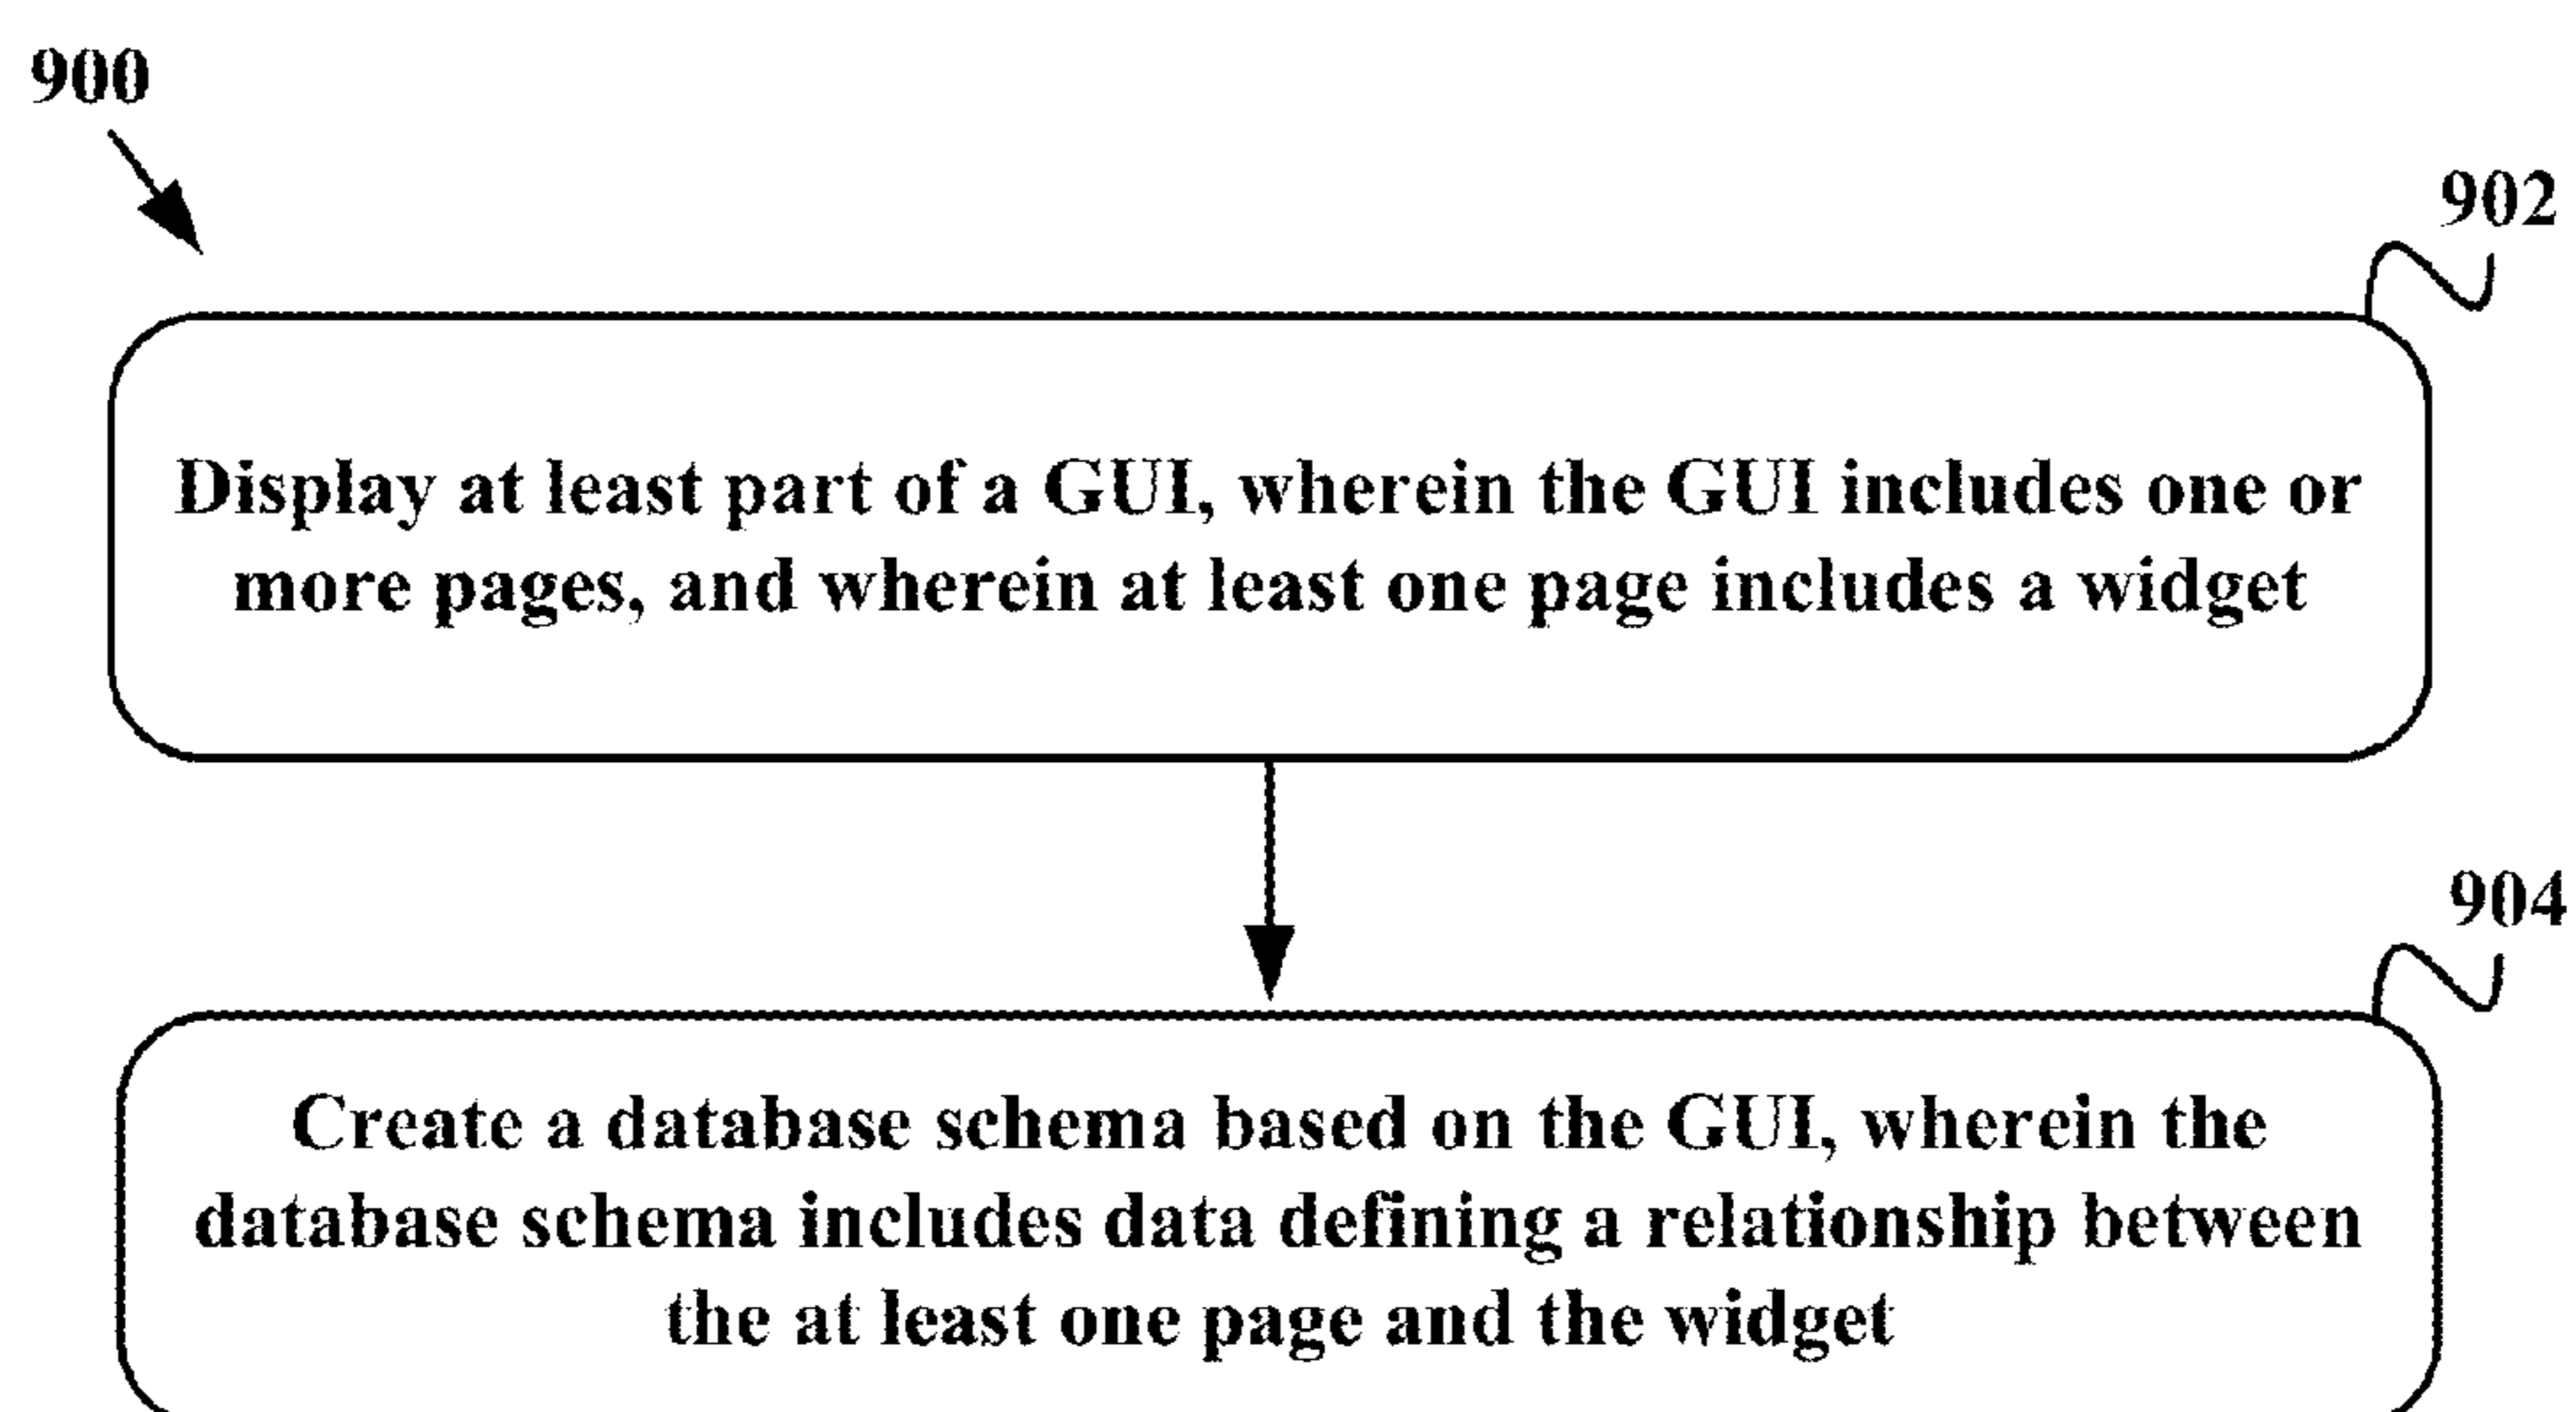 900
902
Display at least part of a GUI, wherein the GUI includes one or
more pages, and wherein at least one page includes a widget
904
Create a database schema based on the GUI, wherein the
database schema includes data defining a relationship between
the at least one page and the widget